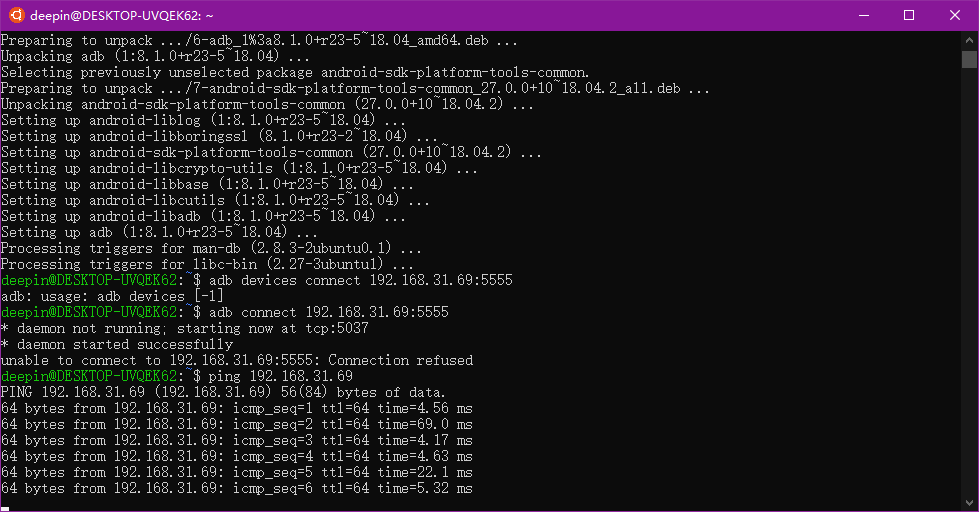 deepin@DESKTOP-UVQEK62: ~
Preparing to unpack .../6-adb_1%3a8.1.0+r23-5~18.04_amd64.deb ...
Unpacking adb (1:8.1.0+r23-5~18.04) ...
Selecting previously unselected package android-sdk-platform-tools-common.
Preparing to unpack .../7-android-sdk-platform-tools-common_27.0.0+10~18.04.2_all.deb ...
Unpacking android-sdk-platform-tools-common (27.0.0+10~18.04.2) ...
Setting up android-liblog (1:8.1.0+r23-5~18.04) ...
Setting up android-libboringssl (8.1.0+r23-2~18.04) ...
Setting up android-sdk-platform-tools-common (27.0.0+10~18.04.2) ...
Setting up android-libcrypto-utils (1:8.1.0+r23-5~18.04) ...
Setting up android-libbase (1:8.1.0+r23-5~18.04) ...
Setting up android-libcutils (1:8.1.0+r23-5~18.04) ...
Setting up android-libadb (1:8.1.0+r23-5~18.04) ...
Setting up adb (1:8.1.0+r23-5~18.04) ...
Processing triggers for man-db (2.8.3-2ubuntu0.1) ...
Processing triggers for libc-bin (2.27-3ubuntu1) ...
deepin@DESKTOP-UVQEK62:~$ adb devices connect 192.168.31.69:5555
adb: usage: adb devices [-l]
deepin@DESKTOP-UVQEK62:~$ adb connect 192.168.31.69:5555
* daemon not running; starting now at tcp:5037
* daemon started successfully
unable to connect to 192.168.31.69:5555: Connection refused
deepin@DESKTOP-UVQEK62:~$ ping 192.168.31.69
PING 192.168.31.69 (192.168.31.69) 56(84) bytes of data.
64 bytes from 192.168.31.69: icmp_seq=1 ttl=64 time=4.56 ms
64 bytes from 192.168.31.69: icmp_seq=2 ttl=64 time=69.0 ms
64 bytes from 192.168.31.69: icmp_seq=3 ttl=64 time=4.17 ms
64 bytes from 192.168.31.69: icmp_seq=4 ttl=64 time=4.63 ms
64 bytes from 192.168.31.69: icmp_seq=5 ttl=64 time=22.1 ms
64 bytes from 192.168.31.69: icmp_seq=6 ttl=64 time=5.32 ms